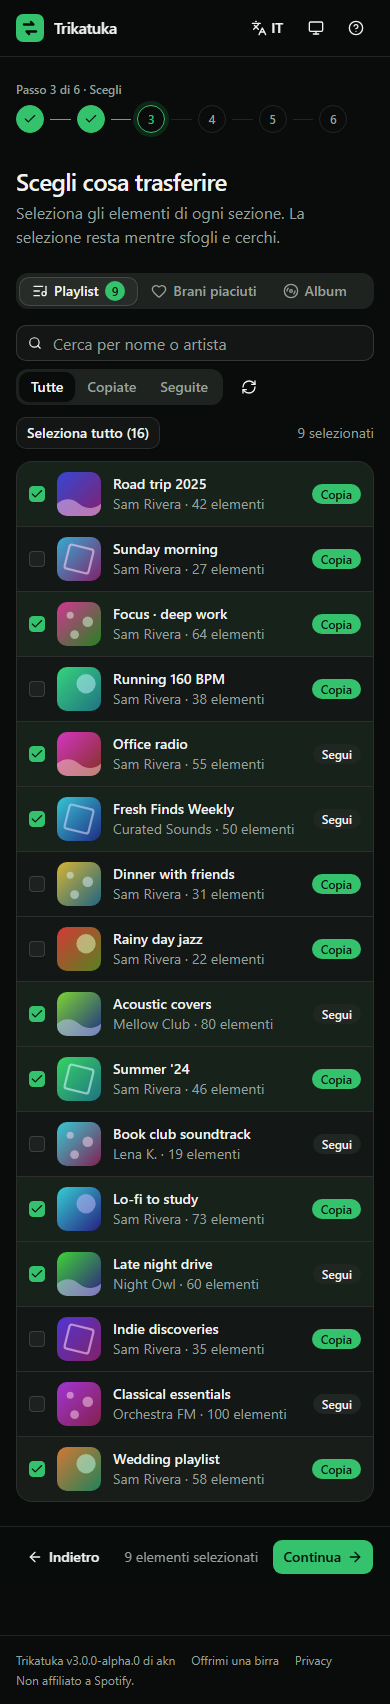 Trikatuka
IT
Passo 3 di 6 · Scegli
3
4
5
6
Scegli cosa trasferire
Seleziona gli elementi di ogni sezione. La
selezione resta mentre sfogli e cerchi.
Playlist 9
Brani piaciuti
Album
Cerca per nome o artista
Tutte
Copiate
Seguite
Seleziona tutto (16)
9 selezionati
Road trip 2025
Sam Rivera · 42 elementi
Copia
Sunday morning
Sam Rivera · 27 elementi
Copia
Focus · deep work
Sam Rivera · 64 elementi
Copia
Running 160 BPM
Sam Rivera · 38 elementi
Copia
Office radio
Sam Rivera · 55 elementi
Segui
Fresh Finds Weekly
Curated Sounds · 50 elementi
Segui
Dinner with friends
Sam Rivera · 31 elementi
Copia
Rainy day jazz
Sam Rivera · 22 elementi
Copia
Acoustic covers
Mellow Club · 80 elementi
Segui
Summer '24
Sam Rivera · 46 elementi
Copia
Book club soundtrack
Lena K. · 19 elementi
Segui
Lo-fi to study
Sam Rivera · 73 elementi
Copia
Late night drive
Night Owl · 60 elementi
Segui
Indie discoveries
Sam Rivera · 35 elementi
Copia
Classical essentials
Orchestra FM · 100 elementi
Segui
Wedding playlist
Sam Rivera · 58 elementi
Copia
Indietro
9 elementi selezionati
Continua
Trikatuka v3.0.0-alpha.0 di akn
Offrimi una birra
Privacy
Non affiliato a Spotify.